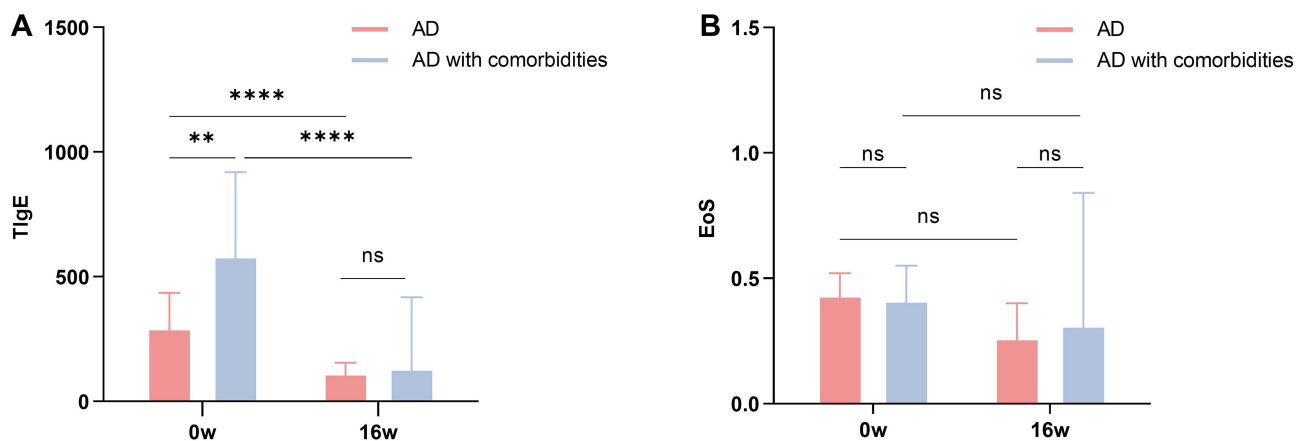 A
TIgE
1500
1000
500
0
AD
AD with comorbidities
****
**
****
ns
0w
16w
B
EoS
1.5
1.0
0.5
0.0
AD
AD with comorbidities
ns
ns
ns
ns
0w
16w